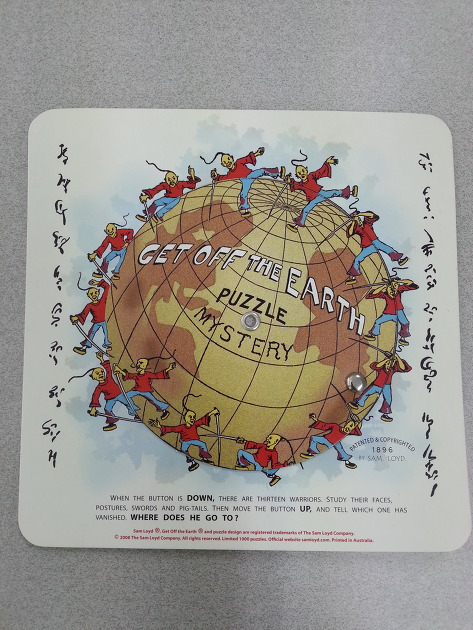 GET OFF THE EARTH
PUZZLE
MYSTERY
PATENTED & COPYRIGHTED
1896
BY SAM LOYD.
WHEN THE BUTTON IS DOWN, THERE ARE THIRTEEN WARRIORS. STUDY THEIR FACES,
POSTURES, SWORDS AND PIG-TAILS. THEN MOVE THE BUTTON UP, AND TELL WHICH ONE HAS
VANISHED. WHERE DOES HE GO TO?
Sam Loyd ®, Get Off the Earth ® and puzzle design are registered trademarks of The Sam Loyd Company.
© 2008 The Sam Loyd Company. All rights reserved. Limited 1000 puzzles. Official website samloyd.com. Printed in Australia.